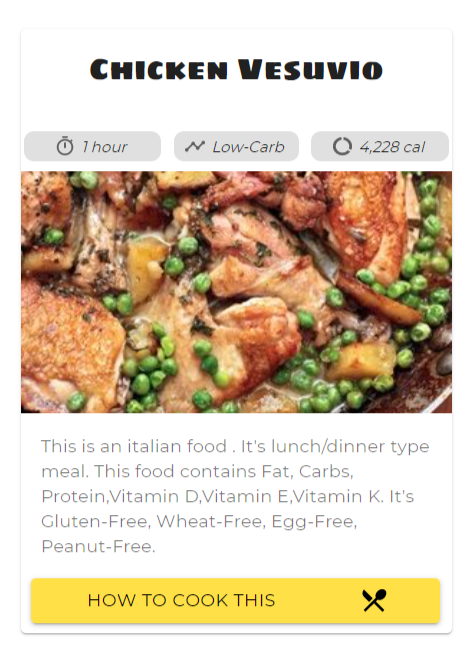 Chicken Vesuvio
1 hour Low-Carb 4,228 cal
This is an italian food . It's lunch/dinner type
meal. This food contains Fat, Carbs,
Protein,Vitamin D,Vitamin E,Vitamin K. It's
Gluten-Free, Wheat-Free, Egg-Free,
Peanut-Free.
HOW TO COOK THIS